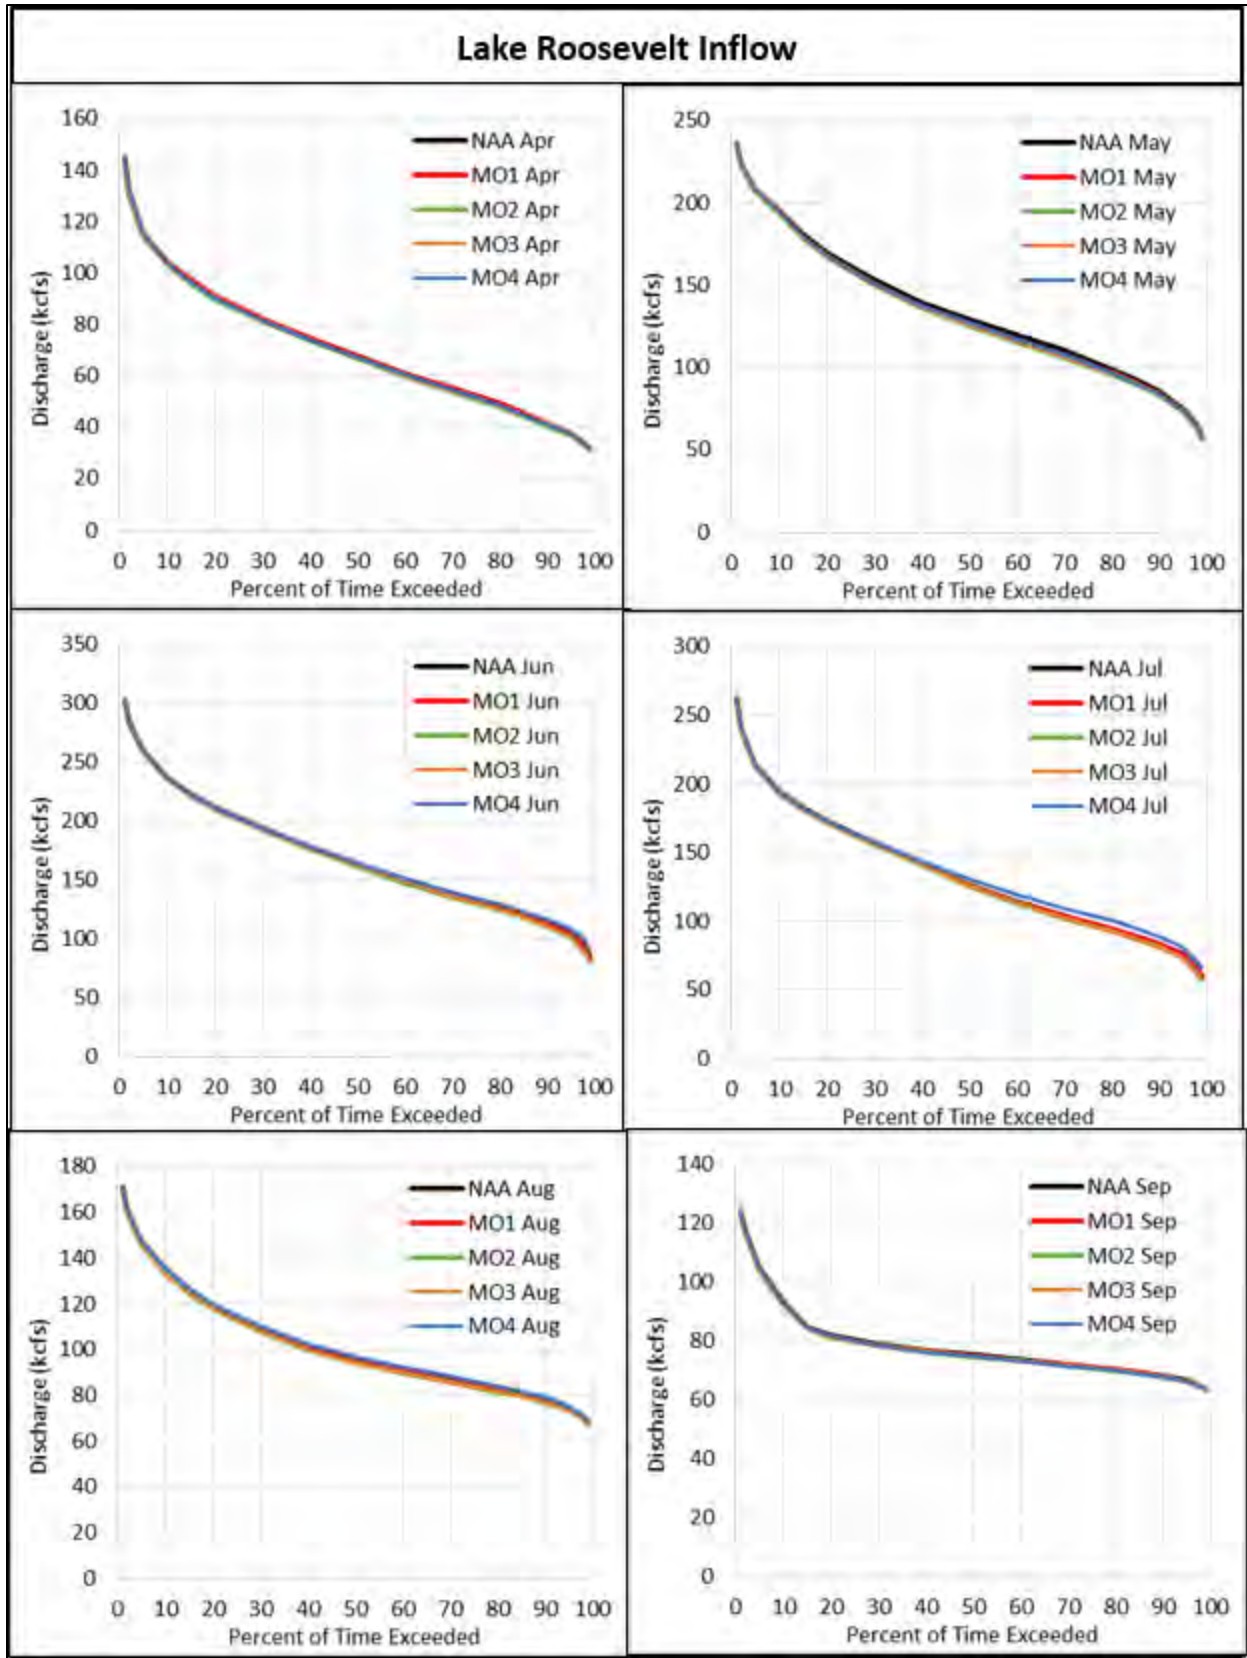 Lake Roosevelt Inflow
160
140
120
100
80
60
40
20
0
Discharge (kcfs)
NAA Apr
MO1 Apr
MO2 Apr
MO3 Apr
MO4 Apr
0 10 20 30 40 50 60 70 80 90 100
Percent of Time Exceeded
250
200
150
100
50
0
Discharge (kcfs)
NAA May
MO1 May
MO2 May
MO3 May
MO4 May
0 10 20 30 40 50 60 70 80 90 100
Percent of Time Exceeded
350
300
250
200
150
100
50
0
Discharge (kcfs)
NAA Jun
MO1 Jun
MO2 Jun
MO3 Jun
MO4 Jun
0 10 20 30 40 50 60 70 80 90 100
Percent of Time Exceeded
300
250
200
150
100
50
0
Discharge (kcfs)
NAA Jul
MO1 Jul
MO2 Jul
MO3 Jul
MO4 Jul
0 10 20 30 40 50 60 70 80 90 100
Percent of Time Exceeded
180
160
140
120
100
80
60
40
20
0
Discharge (kcfs)
NAA Aug
MO1 Aug
MO2 Aug
MO3 Aug
MO4 Aug
0 10 20 30 40 50 60 70 80 90 100
Percent of Time Exceeded
140
120
100
80
60
40
20
0
Discharge (kcfs)
NAA Sep
MO1 Sep
MO2 Sep
MO3 Sep
MO4 Sep
0 10 20 30 40 50 60 70 80 90 100
Percent of Time Exceeded